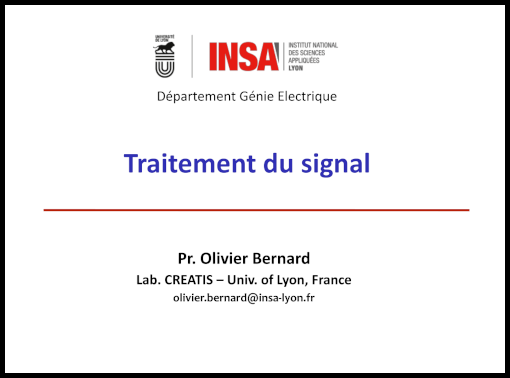 UNIVERSITÉ
DE LYON
INSA
INSTITUT NATIONAL
DES SCIENCES
APPLIQUÉES
LYON
Département Génie Electrique
Traitement du signal
Pr. Olivier Bernard
Lab. CREATIS – Univ. of Lyon, France
olivier.bernard@insa-lyon.fr